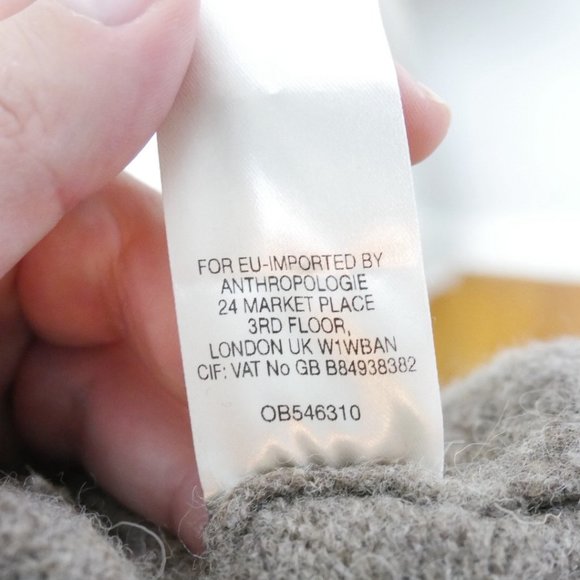 FOR EU-IMPORTED BY
ANTHROPOLOGIE
24 MARKET PLACE
3RD FLOOR,
LONDON UK W1WBAN
CIF: VAT No GB B84938382
OB546310